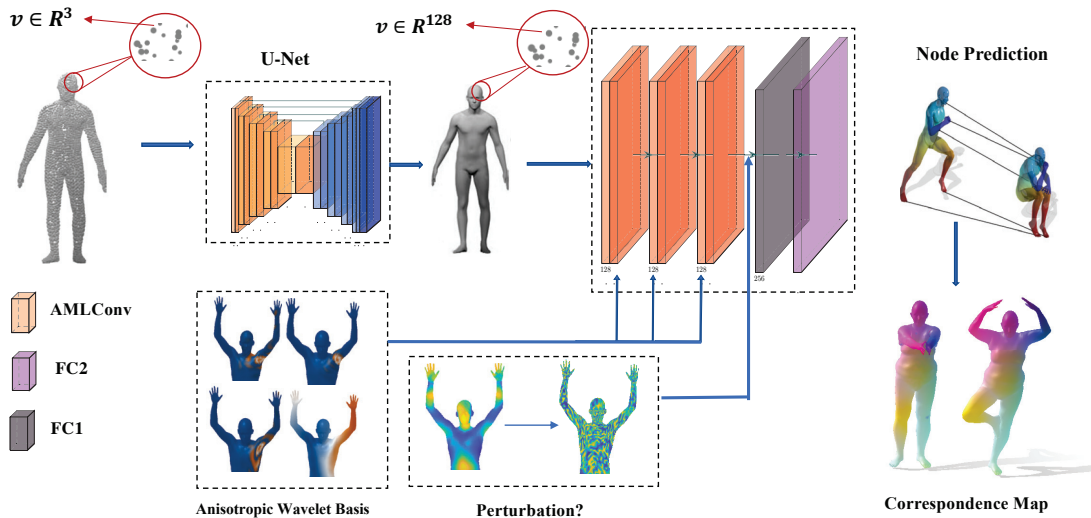 v ∈ R³
U-Net
v ∈ R¹²⁸
Node Prediction
128
128
128
256
AMLConv
FC2
FC1
Anisotropic Wavelet Basis
Perturbation?
Correspondence Map